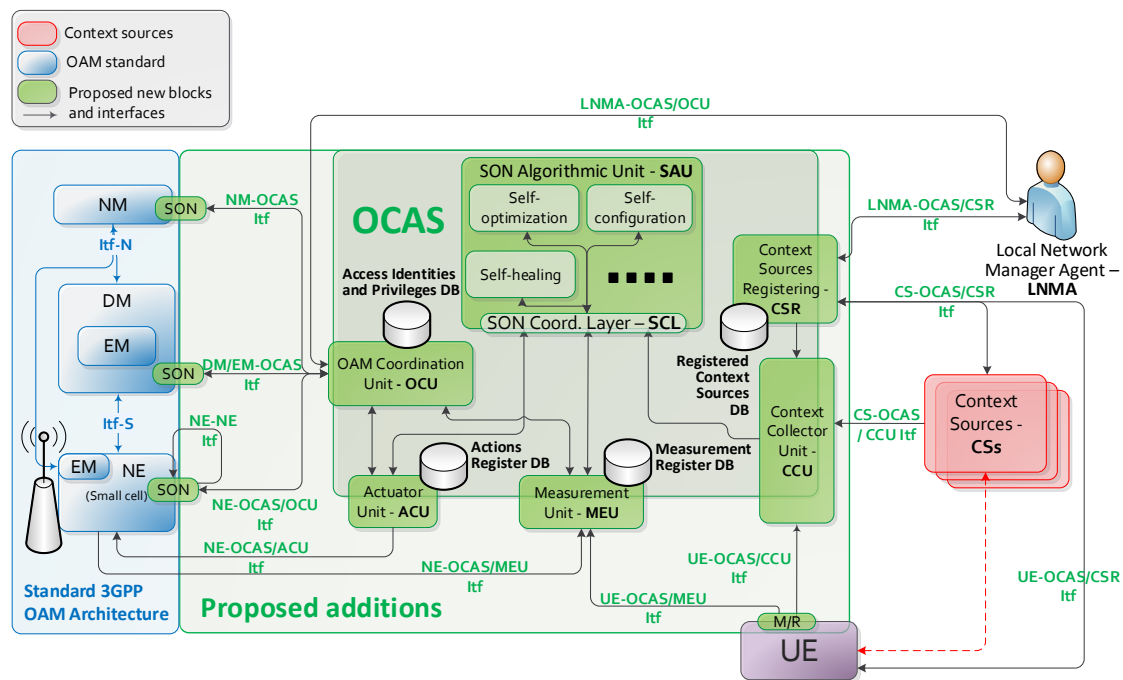 Context sources
OAM standard
Proposed new blocks
and interfaces
LNMA-OCAS/OCU
Itf
SON Algorithmic Unit - SAU
Self-
optimization
Self-
configuration
Self-healing
SON Coord. Layer – SCL
OCAS
NM
SON
NM-OCAS
Itf
Itf-N
DM
EM
SON
DM/EM-OCAS
Itf
Itf-S
NE-NE
Itf
EM
NE
(Small cell)
SON
NE-OCAS/OCU
Itf
NE-OCAS/ACU
Itf
NE-OCAS/MEU
Itf
Standard 3GPP
OAM Architecture
Proposed additions
Access Identities
and Privileges DB
OAM Coordination
Unit - OCU
Actions
Register DB
Actuator
Unit - ACU
Measurement
Register DB
Measurement
Unit - MEU
Context
Sources
Registering -
CSR
Registered
Context
Sources
DB
Context
Collector
Unit -
CCU
LNMA-OCAS/CSR
Itf
Local Network
Manager Agent –
LNMA
CS-OCAS/CSR
Itf
CS-OCAS
/ CCU Itf
Context
Sources -
CSs
UE-OCAS/CCU
Itf
UE-OCAS/MEU
Itf
UE-OCAS/CSR
Itf
M/R
UE